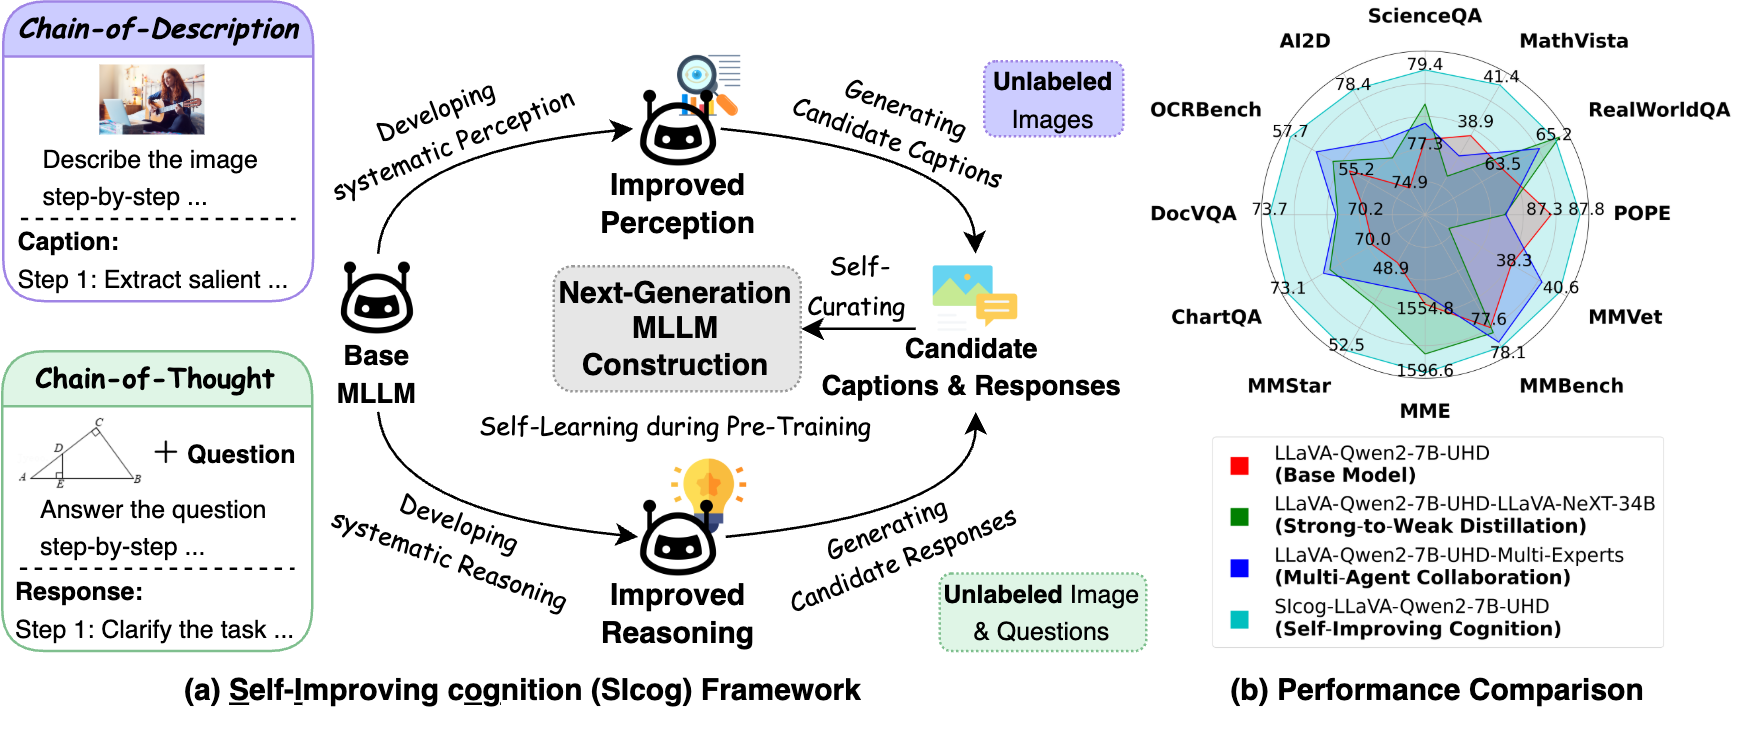 Chain-of-Description
Describe the image
step-by-step ...
Caption:
Step 1: Extract salient ...
Chain-of-Thought
C
D
A
E
B
+ Question
Answer the question
step-by-step ...
Response:
Step 1: Clarify the task ...
Base
MLLM
Developing
systematic Perception
Improved
Perception
Generating
Candidate Captions
Unlabeled
Images
Next-Generation
MLLM
Construction
Self-
Curating
Candidate
Captions & Responses
Self-Learning during Pre-Training
Developing
systematic Reasoning
Improved
Reasoning
Generating
Candidate Responses
Unlabeled Image
& Questions
(a) Self-Improving cognition (SIcog) Framework
ScienceQA
AI2D
MathVista
79.4
41.4
78.4
OCRBench
RealWorldQA
57.7
38.9
65.2
77.3
63.5
55.2
74.9
DocVQA
73.7
70.2
87.3
87.8
POPE
70.0
38.3
48.9
73.1
40.6
ChartQA
1554.8
77.6
MMVet
52.5
78.1
1596.6
MMStar
MMBench
MME
LLaVA-Qwen2-7B-UHD
(Base Model)
LLaVA-Qwen2-7B-UHD-LLaVA-NeXT-34B
(Strong-to-Weak Distillation)
LLaVA-Qwen2-7B-UHD-Multi-Experts
(Multi-Agent Collaboration)
SIcog-LLaVA-Qwen2-7B-UHD
(Self-Improving Cognition)
(b) Performance Comparison